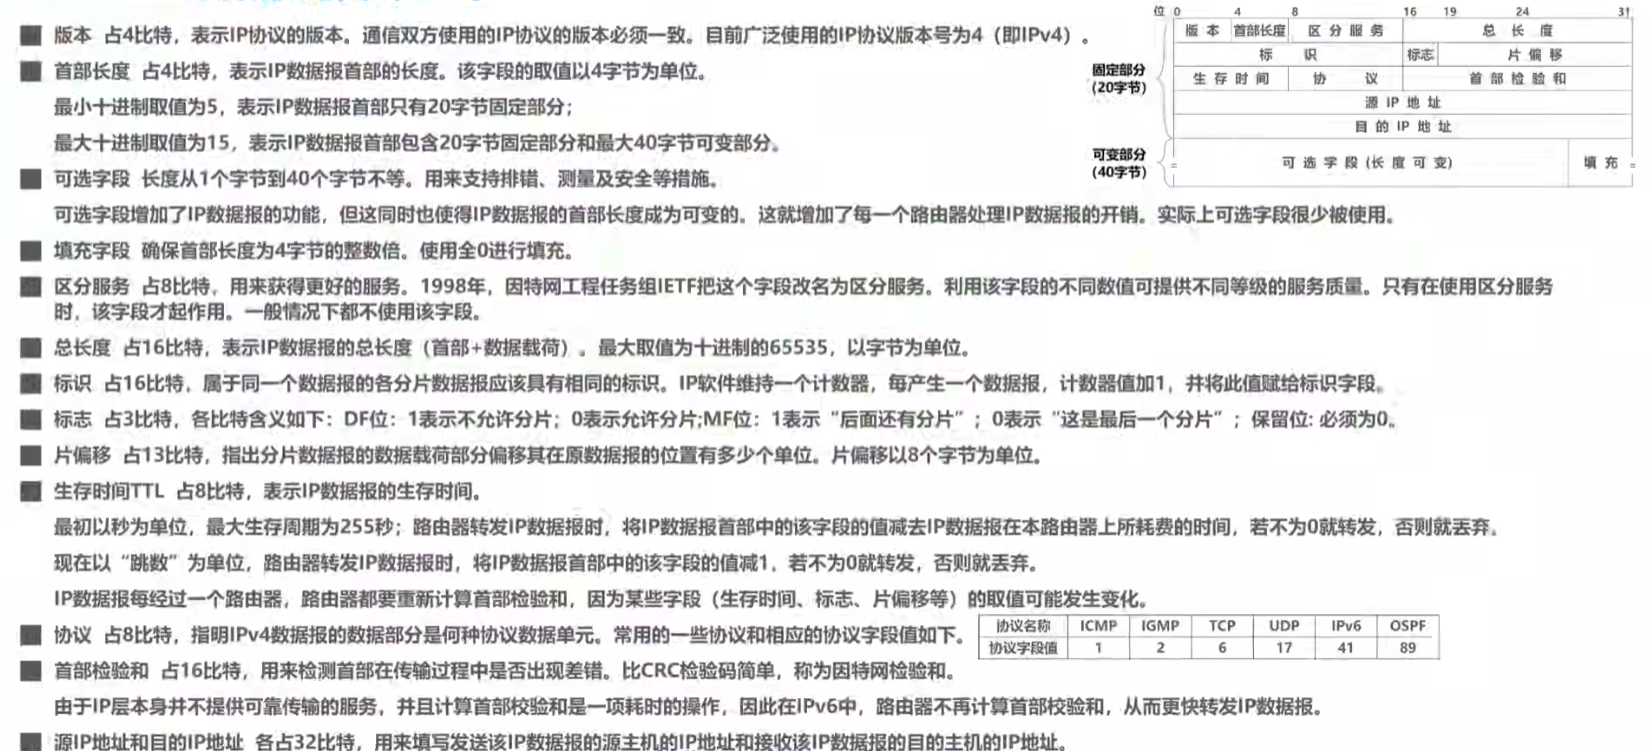 位 0 4 8 16 19 24 31
版本 占4比特，表示IP协议的版本。通信双方使用的IP协议的版本必须一致。目前广泛使用的IP协议版本号为4（即IPv4）。
版本 首部长度 区分服务 总长度
首部长度 占4比特，表示IP数据报首部的长度。该字段的取值以4字节为单位。
标识 标志 片偏移
固定部分
(20字节)
生存时间 协议 首部检验和
最小十进制取值为5，表示IP数据报首部只有20字节固定部分；
源IP地址
目的IP地址
最大十进制取值为15，表示IP数据报首部包含20字节固定部分和最大40字节可变部分。
可变部分
(40字节)
可选字段(长度可变) 填充
可选字段 长度从1个字节到40个字节不等。用来支持排错、测量及安全等措施。
可选字段增加了IP数据报的功能，但这同时也使得IP数据报的首部长度成为可变的。这就增加了每一个路由器处理IP数据报的开销。实际上可选字段很少被使用。
填充字段 确保首部长度为4字节的整数倍。使用全0进行填充。
区分服务 占8比特，用来获得更好的服务。1998年，因特网工程任务组IETF把这个字段改名为区分服务。利用该字段的不同数值可提供不同等级的服务质量。只有在使用区分服务
时，该字段才起作用。一般情况下都不使用该字段。
总长度 占16比特，表示IP数据报的总长度（首部+数据载荷）。最大取值为十进制的65535，以字节为单位。
标识 占16比特，属于同一个数据报的各分片数据报应该具有相同的标识。IP软件维持一个计数器，每产生一个数据报，计数器值加1，并将此值赋给标识字段。
标志 占3比特，各比特含义如下：DF位：1表示不允许分片；0表示允许分片;MF位：1表示“后面还有分片”；0表示“这是最后一个分片”；保留位: 必须为0。
片偏移 占13比特，指出分片数据报的数据载荷部分偏移其在原数据报的位置有多少个单位。片偏移以8个字节为单位。
生存时间TTL 占8比特，表示IP数据报的生存时间。
最初以秒为单位，最大生存周期为255秒；路由器转发IP数据报时，将IP数据报首部中的该字段的值减去IP数据报在本路由器上所耗费的时间，若不为0就转发，否则就丢弃。
现在以“跳数”为单位，路由器转发IP数据报时，将IP数据报首部中的该字段的值减1，若不为0就转发，否则就丢弃。
IP数据报每经过一个路由器，路由器都要重新计算首部检验和，因为某些字段（生存时间、标志、片偏移等）的取值可能发生变化。
协议 占8比特，指明IPv4数据报的数据部分是何种协议数据单元。常用的一些协议和相应的协议字段值如下。
协议名称 ICMP IGMP TCP UDP IPv6 OSPF
协议字段值 1 2 6 17 41 89
首部检验和 占16比特，用来检测首部在传输过程中是否出现差错。比CRC检验码简单，称为因特网检验和。
由于IP层本身并不提供可靠传输的服务，并且计算首部校验和是一项耗时的操作，因此在IPv6中，路由器不再计算首部校验和，从而更快转发IP数据报。
源IP地址和目的IP地址 各占32比特，用来填写发送该IP数据报的源主机的IP地址和接收该IP数据报的目的主机的IP地址。